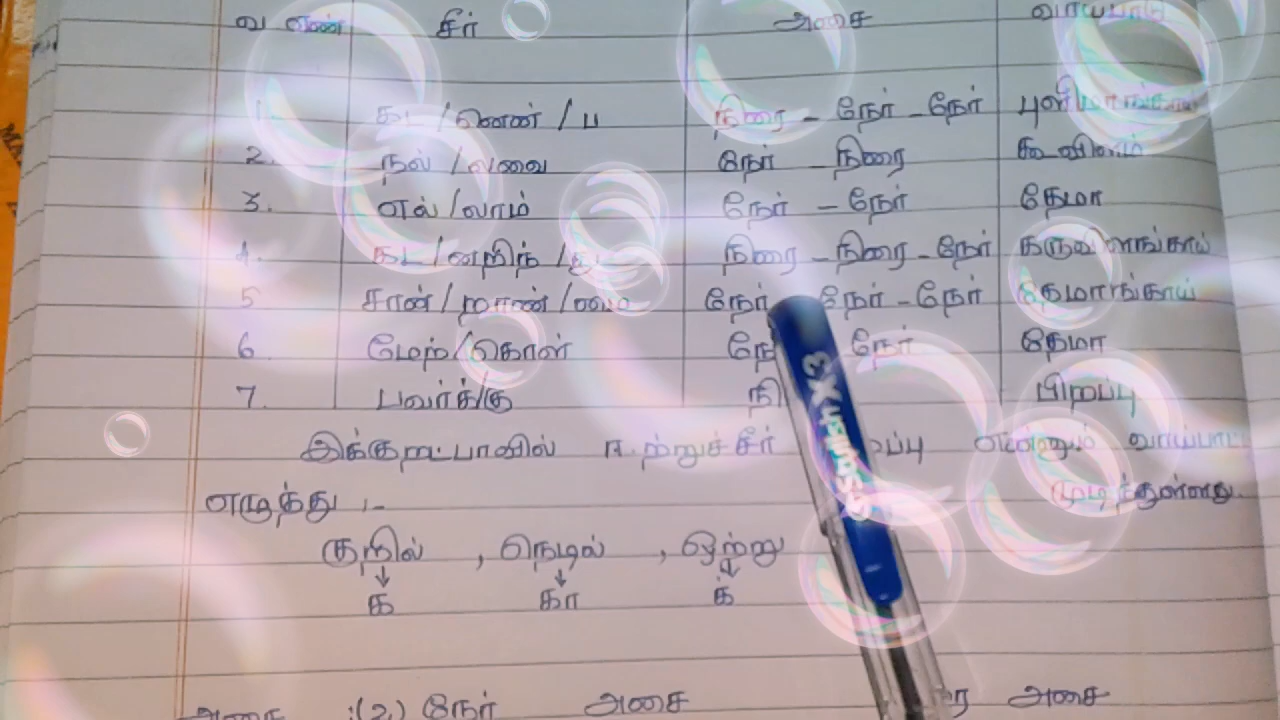 வ எண் சீர் அசை வாய்பாடு
1. கட / னென்ப / ப நிரை - நேர் - நேர் புளிமாங்காய்
2. நல் / லவை நேர் - நிரை கூவிளம்
3. எல் / லாம் நேர் - நேர் தேமா
4. கட / னறிந் / து நிரை - நிரை - நேர் கருவிளங்காய்
5 சான் / றாண் / மை நேர் நேர் - நேர் தேமாங்காய்
6. மேற் / கொள் நேர் தேமா
7. பவர்க்கு நி பிறப்பு
இக்குறட்பாவில் ஈற்றுச்சீர் என்னும்
முடிந்துள்ளது.
எழுத்து :-
குறில் , நெடில் , ஒற்று
க கா க்
அசை :(2) நேர் அசை அசை